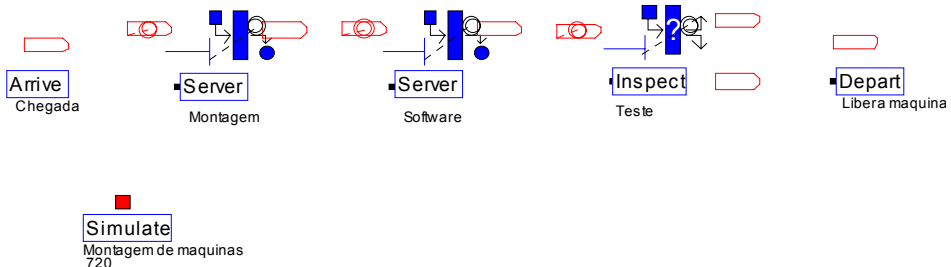 ?
Arrive
Server
Server
Inspect
Depart
Chegada
Montagem
Software
Teste
Libera maquina
Simulate
Montagem de maquinas
720